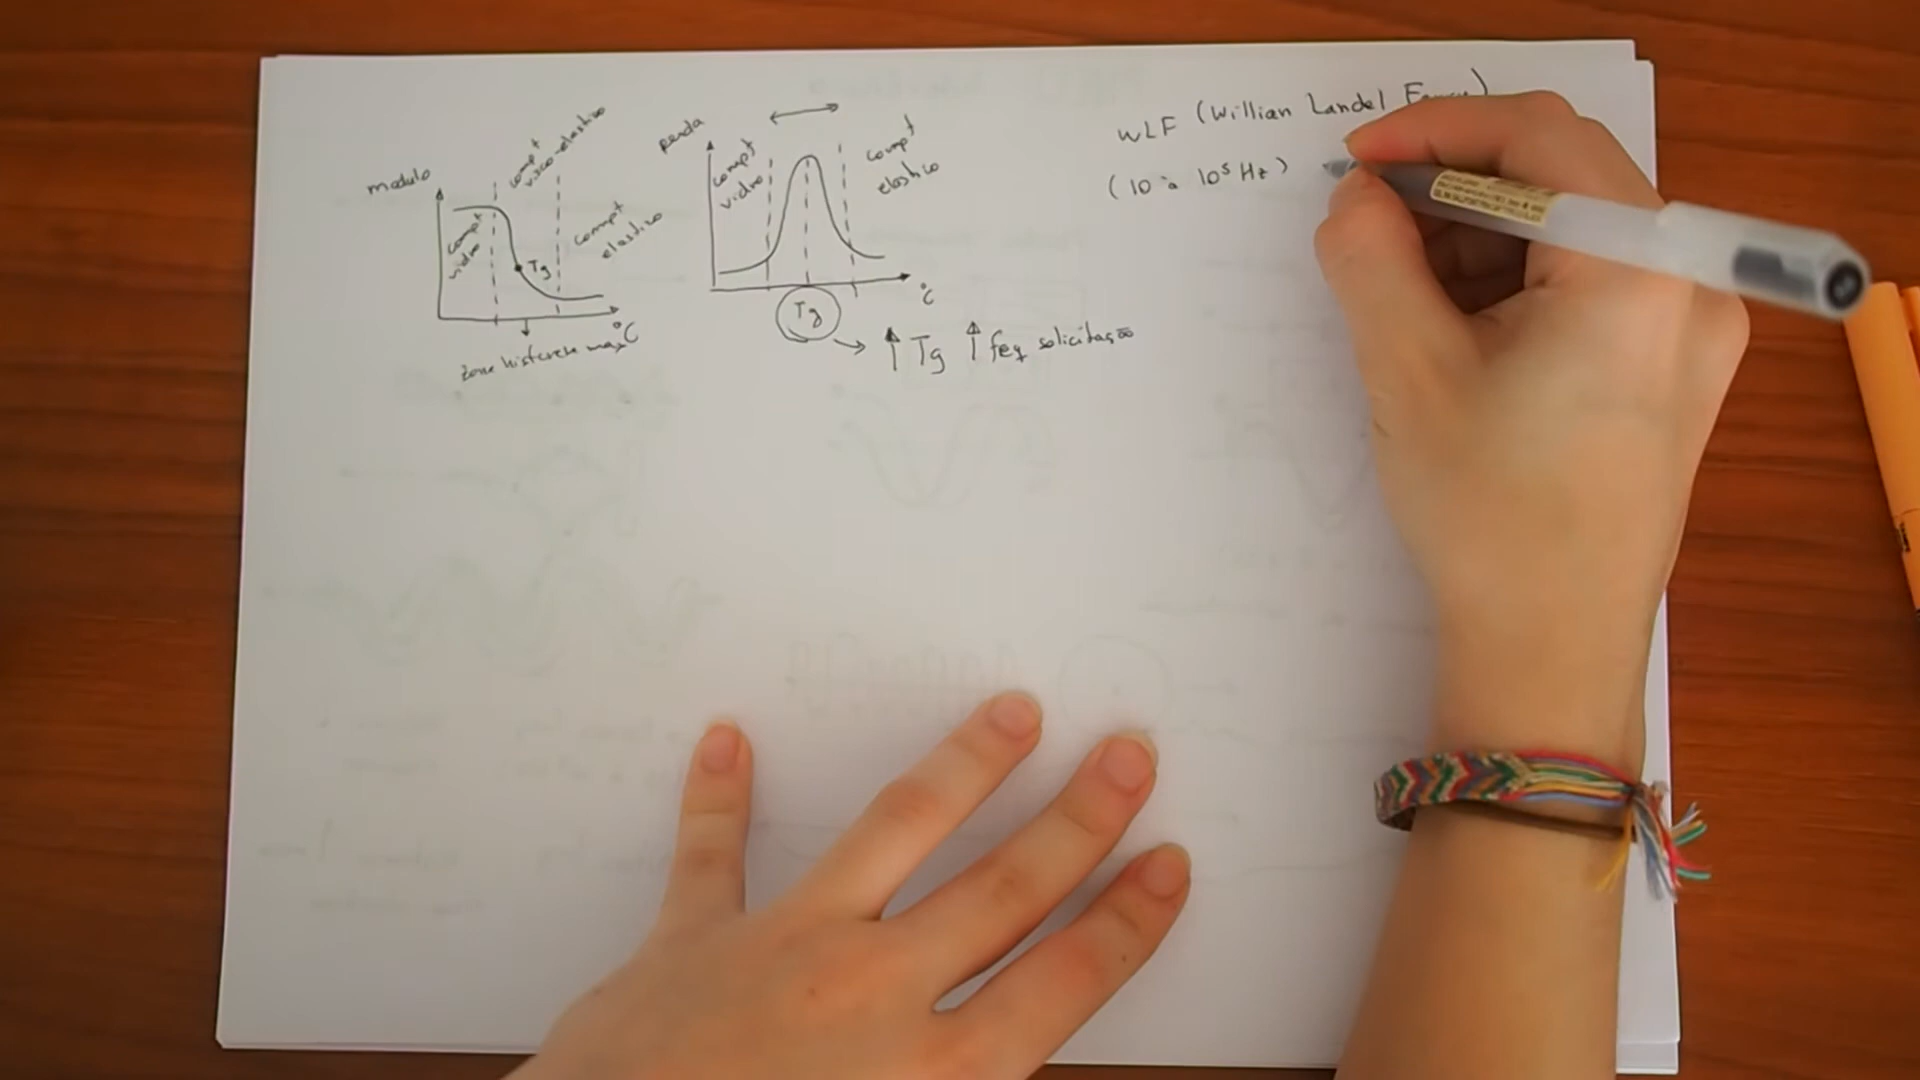 modulo
compt
vidro
compt
visco-elastico
compt
elastico
Tg
°C
zone histerese max
Perda
compt
vidro
compt
elastico
°C
Tg
↑ Tg ↑ feq solicitação
WLF (Willian Landel
(10 à 10⁵ Hz)